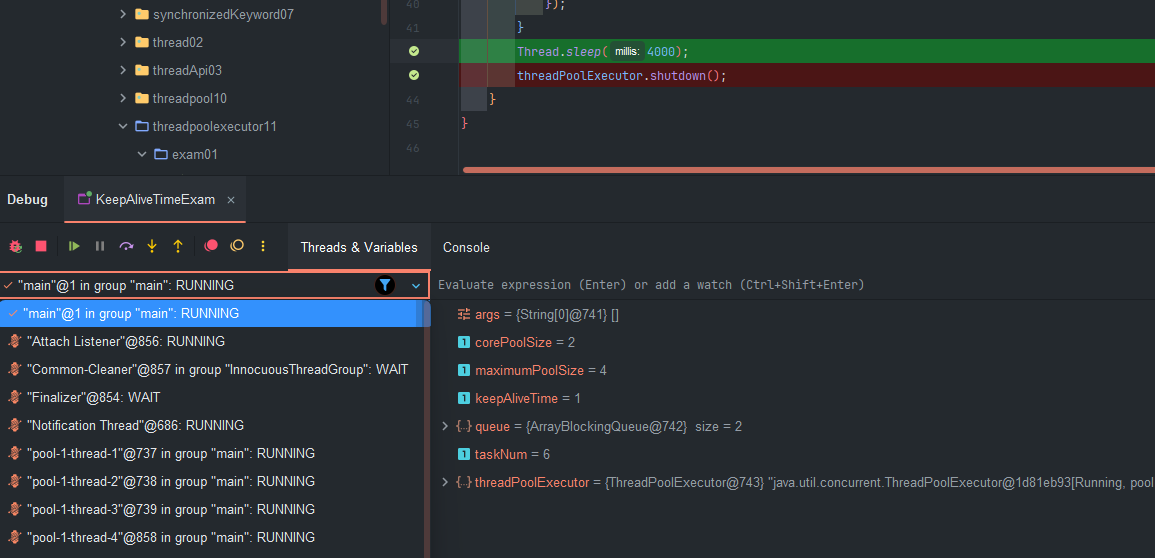 synchronizedKeyword07
thread02
threadApi03
threadpool10
threadpoolexecutor11
exam01
40 });
41 }
Thread.sleep( millis: 4000);
threadPoolExecutor.shutdown();
44 }
45 }
46
Debug
KeepAliveTimeExam ×
Threads & Variables
Console
"main"@1 in group "main": RUNNING
Evaluate expression (Enter) or add a watch (Ctrl+Shift+Enter)
"main"@1 in group "main": RUNNING
"Attach Listener"@856: RUNNING
"Common-Cleaner"@857 in group "InnocuousThreadGroup": WAIT
"Finalizer"@854: WAIT
"Notification Thread"@686: RUNNING
"pool-1-thread-1"@737 in group "main": RUNNING
"pool-1-thread-2"@738 in group "main": RUNNING
"pool-1-thread-3"@739 in group "main": RUNNING
"pool-1-thread-4"@858 in group "main": RUNNING
args = {String[0]@741} []
corePoolSize = 2
maximumPoolSize = 4
keepAliveTime = 1
queue = {ArrayBlockingQueue@742} size = 2
taskNum = 6
threadPoolExecutor = {ThreadPoolExecutor@743} "java.util.concurrent.ThreadPoolExecutor@1d81eb93[Running, pool